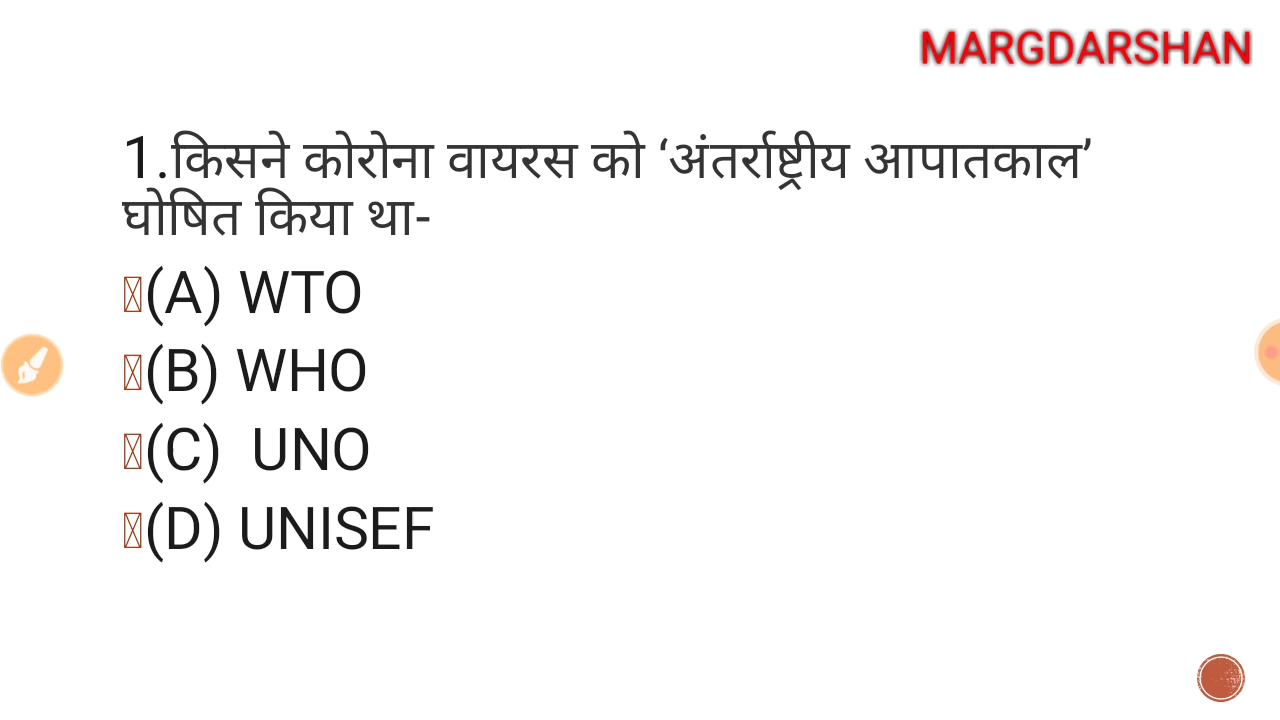 MARGDARSHAN
1.किसने कोरोना वायरस को ‘अंतर्राष्ट्रीय आपातकाल’
घोषित किया था-
(A) WTO
(B) WHO
(C) UNO
(D) UNISEF